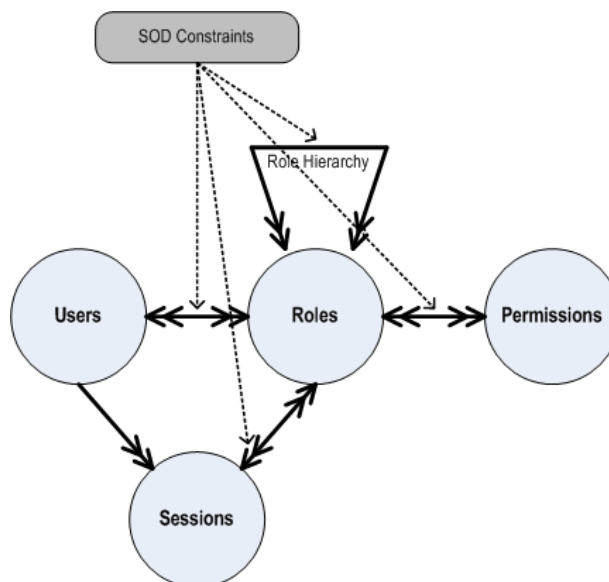 SOD Constraints
Role Hierarchy
Users
Roles
Permissions
Sessions